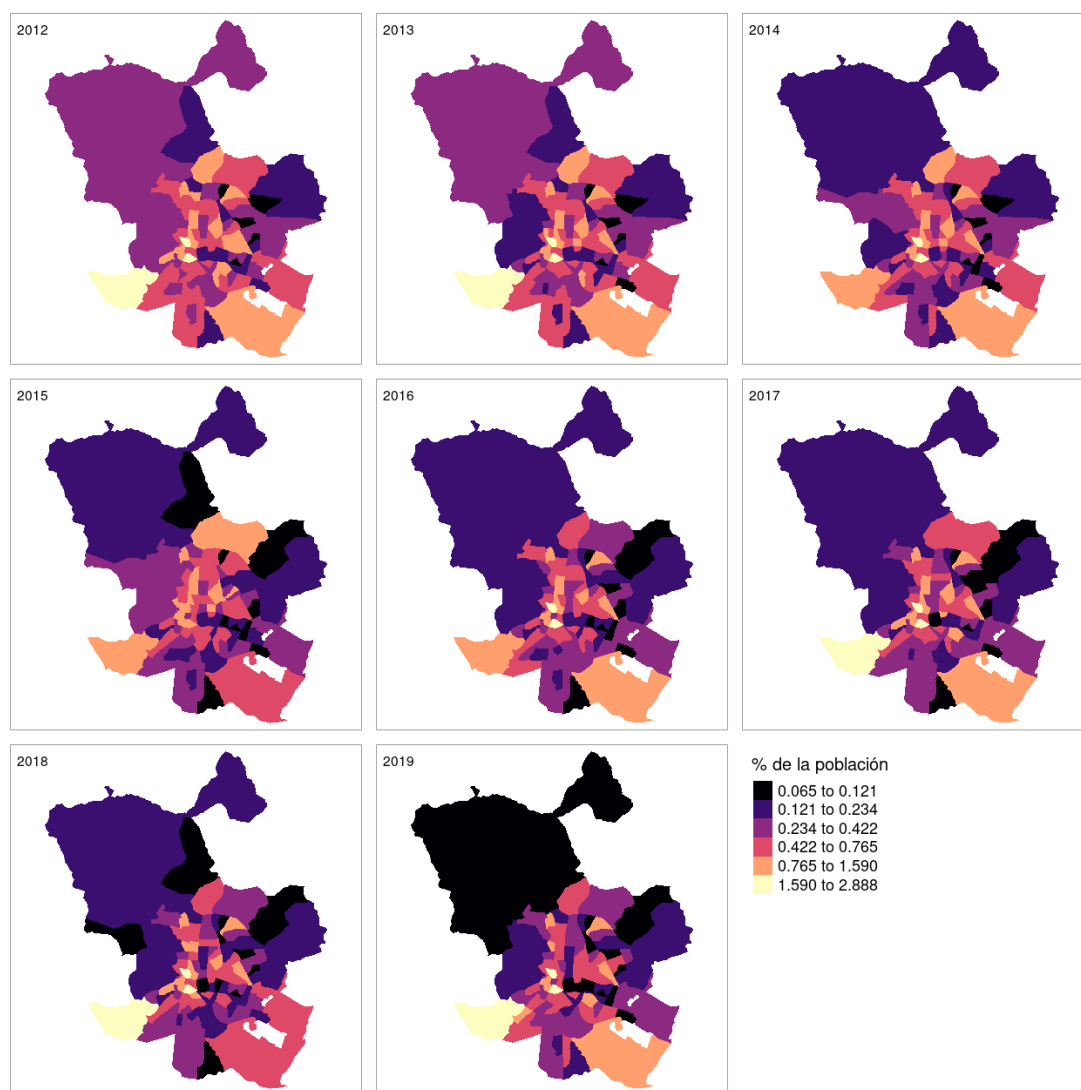 2012
2013
2014
2015
2016
2017
2018
2019
% de la población
0.065 to 0.121
0.121 to 0.234
0.234 to 0.422
0.422 to 0.765
0.765 to 1.590
1.590 to 2.888